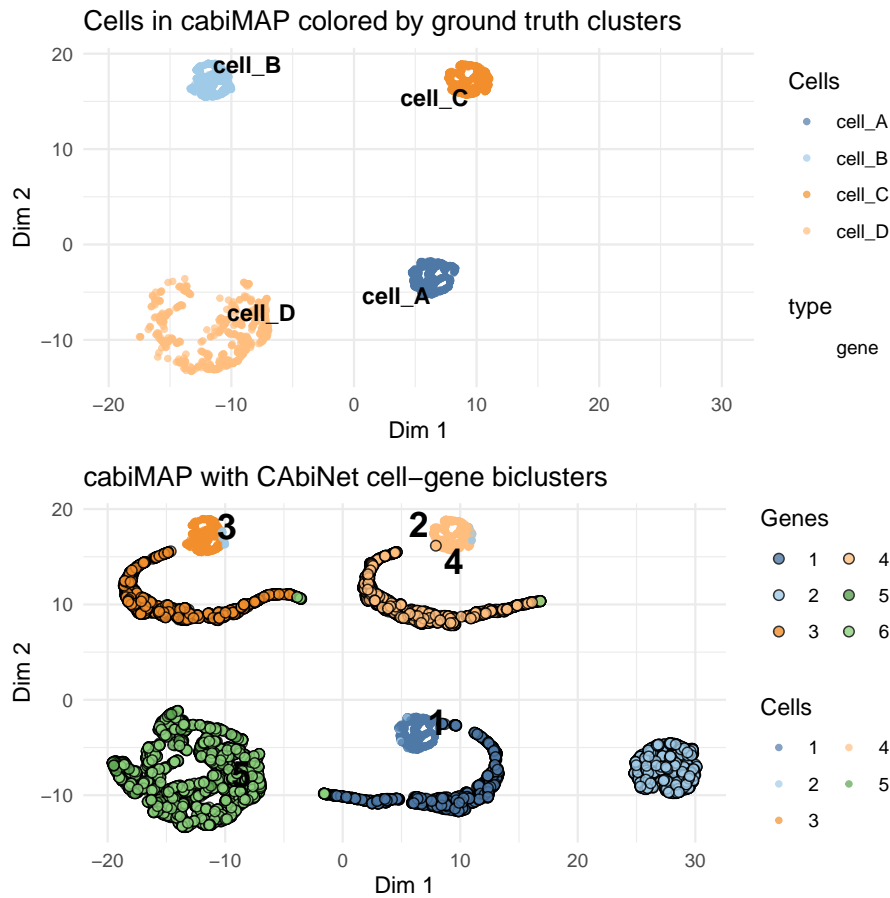 Cells in cabiMAP colored by ground truth clusters
20
10
0
−10
Dim 2
cell_B
cell_C
cell_A
cell_D
−20
−10
0
10
20
30
Dim 1
Cells
cell_A
cell_B
cell_C
cell_D
type
gene
cabiMAP with CAbiNet cell−gene biclusters
20
10
0
−10
Dim 2
3
2
4
1
5
−20
−10
0
10
20
30
Dim 1
Genes
1
4
2
5
3
6
Cells
1
4
2
5
3